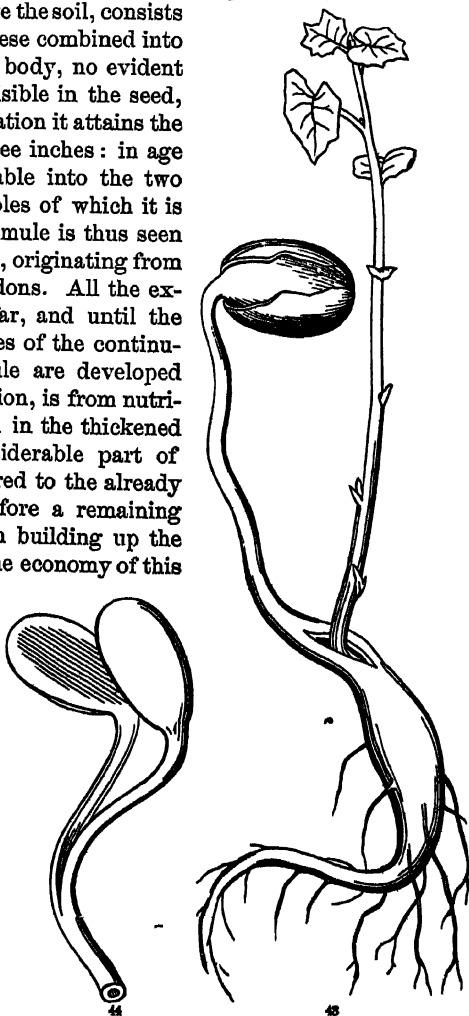 e the soil, consists
ese combined into
body, no evident
sible in the seed,
ation it attains the
ee inches: in age
able into the two
les of which it is
mule is thus seen
, originating from
dons. All the ex-
ar, and until the
es of the continu-
le are developed
ion, is from nutri-
in the thickened
siderable part of
red to the already
fore a remaining
n building up the
e economy of this
44
43